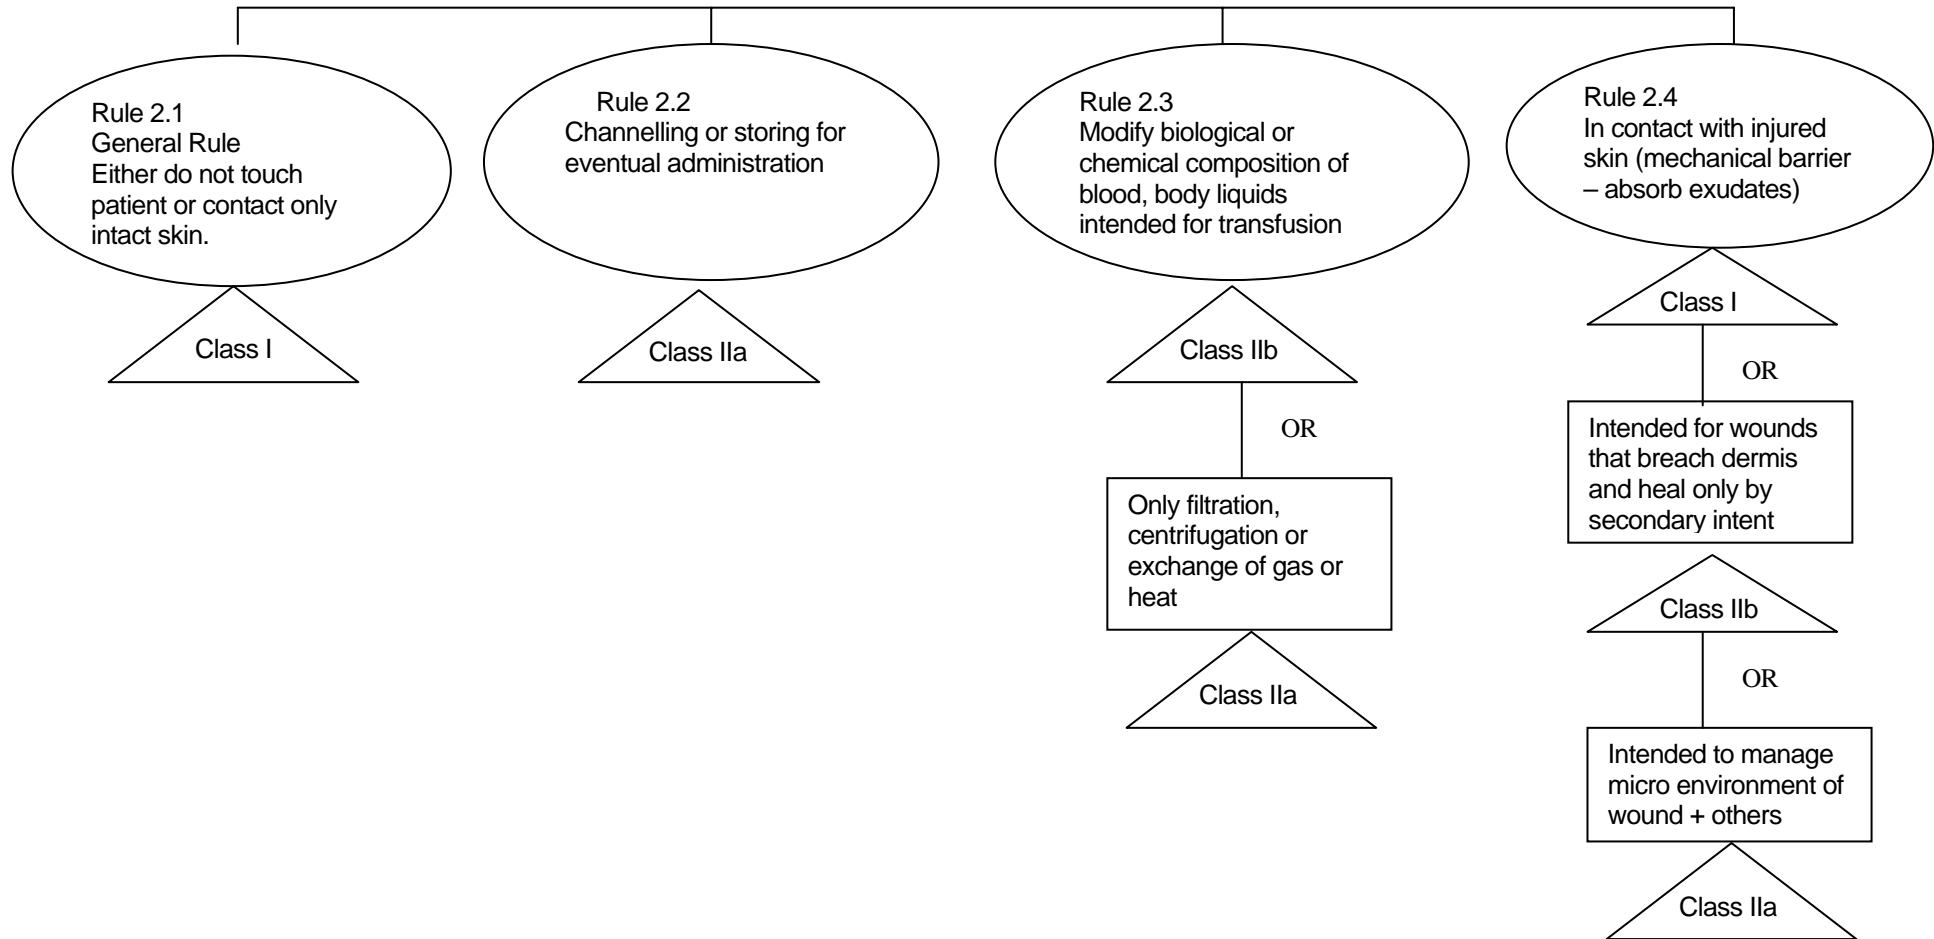 Rule 2.1
General Rule
Either do not touch
patient or contact only
intact skin.
Class I
Rule 2.2
Channelling or storing for
eventual administration
Class IIa
Rule 2.3
Modify biological or
chemical composition of
blood, body liquids
intended for transfusion
Class IIb
OR
Only filtration,
centrifugation or
exchange of gas or
heat
Class IIa
Rule 2.4
In contact with injured
skin (mechanical barrier
– absorb exudates)
Class I
OR
Intended for wounds
that breach dermis
and heal only by
secondary intent
Class IIb
OR
Intended to manage
micro environment of
wound + others
Class IIa